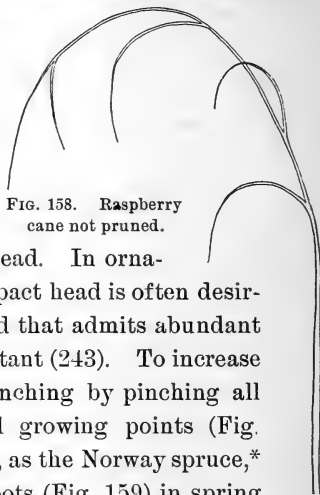 FIG. 158. Raspberry
cane not pruned.
ead. In orna-
pact head is often desir-
d that admits abundant
tant (243). To increase
nching by pinching all
l growing points (Fig.
, as the Norway spruce,*
oots (Fig. 159) in spring